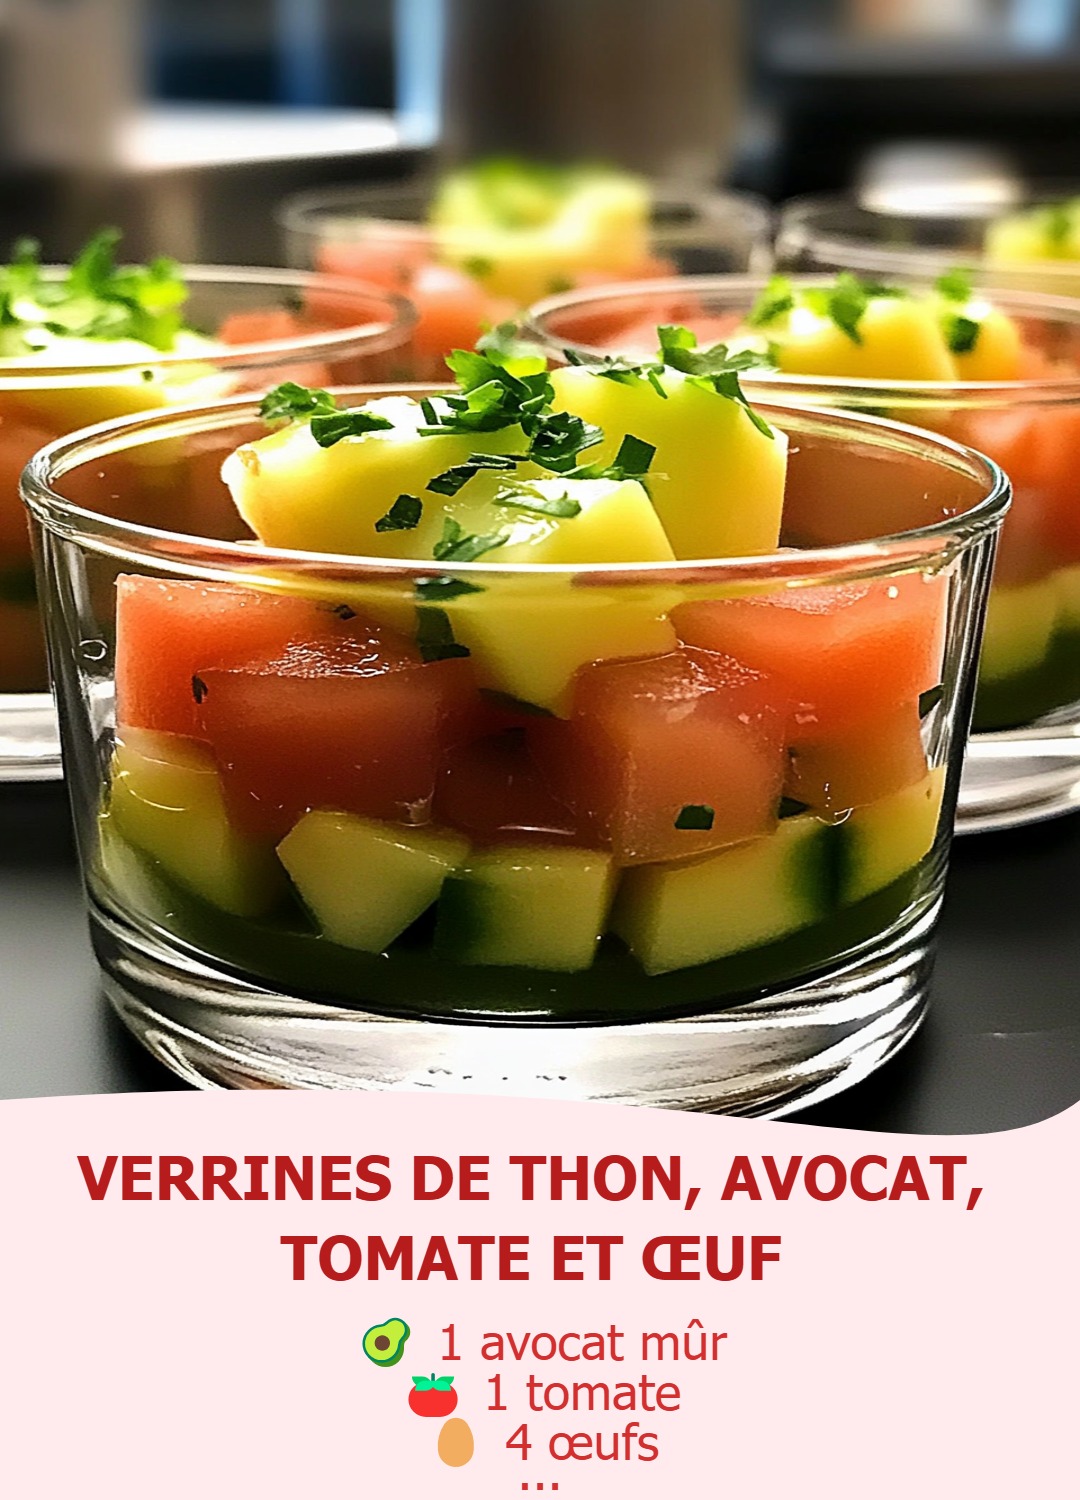 VERRINES DE THON, AVOCAT,
TOMATE ET ŒUF
🥑 1 avocat mûr
🍅 1 tomate
🥚 4 œufs
...